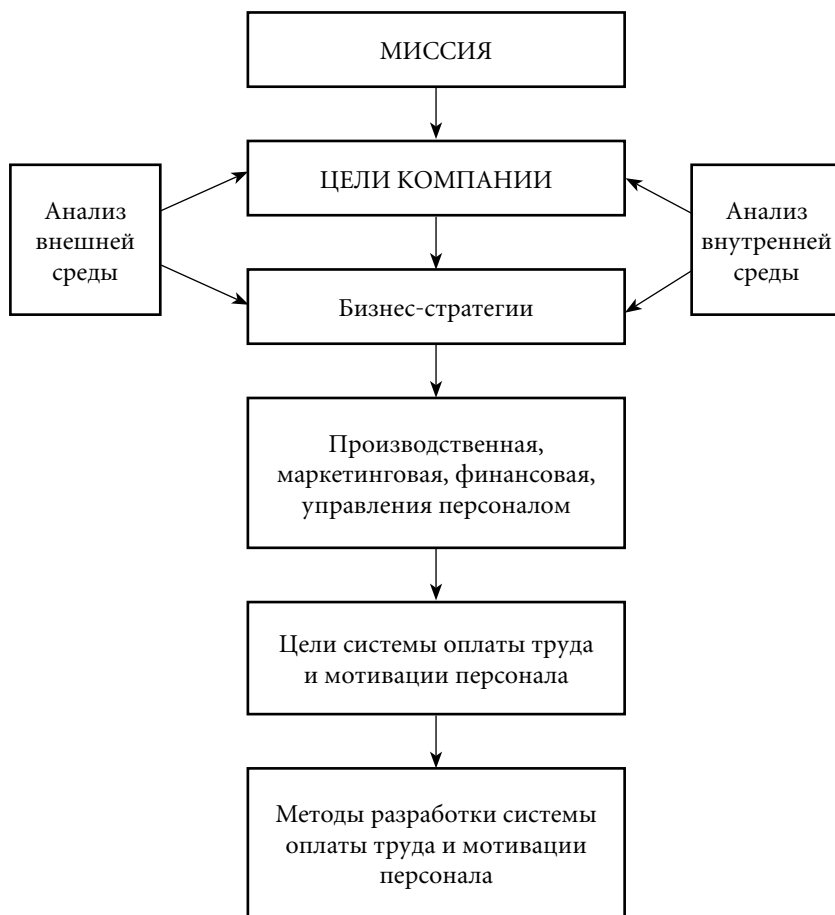 МИССИЯ
ЦЕЛИ КОМПАНИИ
Анализ
внешней
среды
Анализ
внутренней
среды
Бизнес-стратегии
Производственная,
маркетинговая, финансовая,
управления персоналом
Цели системы оплаты труда
и мотивации персонала
Методы разработки системы
оплаты труда и мотивации
персонала